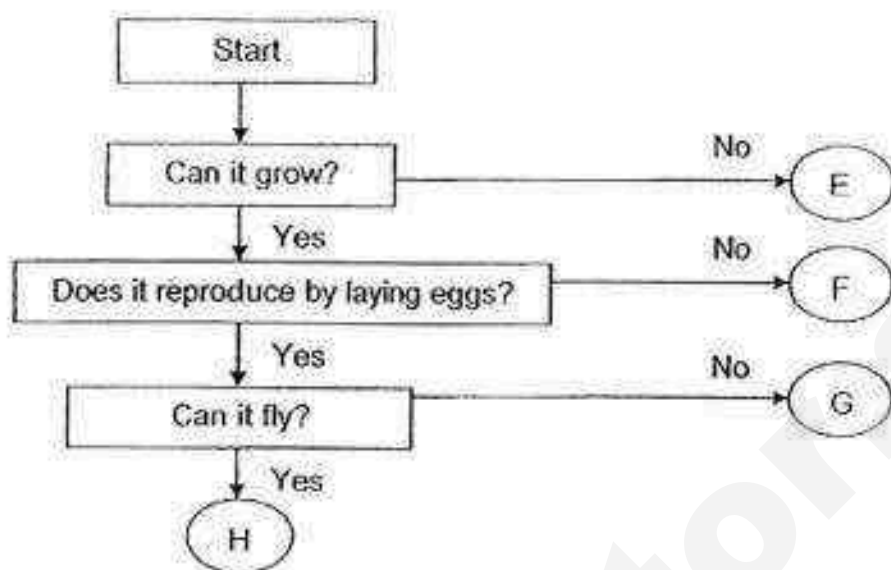 Start
Can it grow?
No
E
Yes
Does it reproduce by laying eggs?
No
F
Yes
Can it fly?
No
G
Yes
H